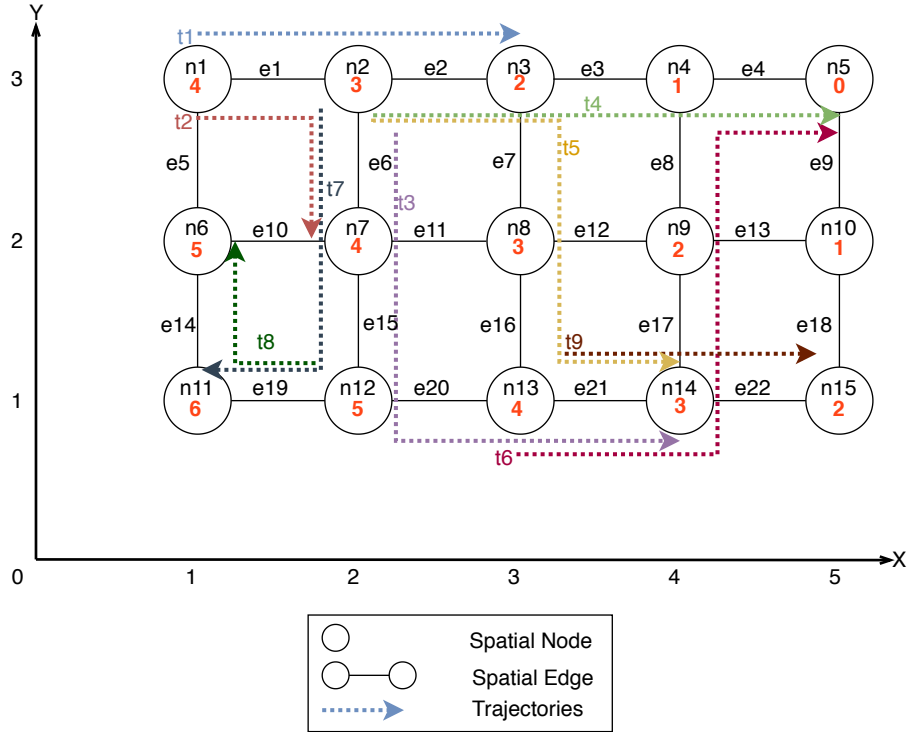 Y
t1
3
n1 e1 n2 e2 n3 e3 n4 e4 n5
4 3 2 1 0
t2 t4
t5
e5 e6 e7 e8 e9
t7
t3
2
n6 e10 n7 e11 n8 e12 n9 e13 n10
5 4 3 2 1
e14 e15 e16 e17 e18
t8 t9
1
n11 e19 n12 e20 n13 e21 n14 e22 n15
6 5 4 3 2
t6
X
0 1 2 3 4 5
Spatial Node
Spatial Edge
Trajectories